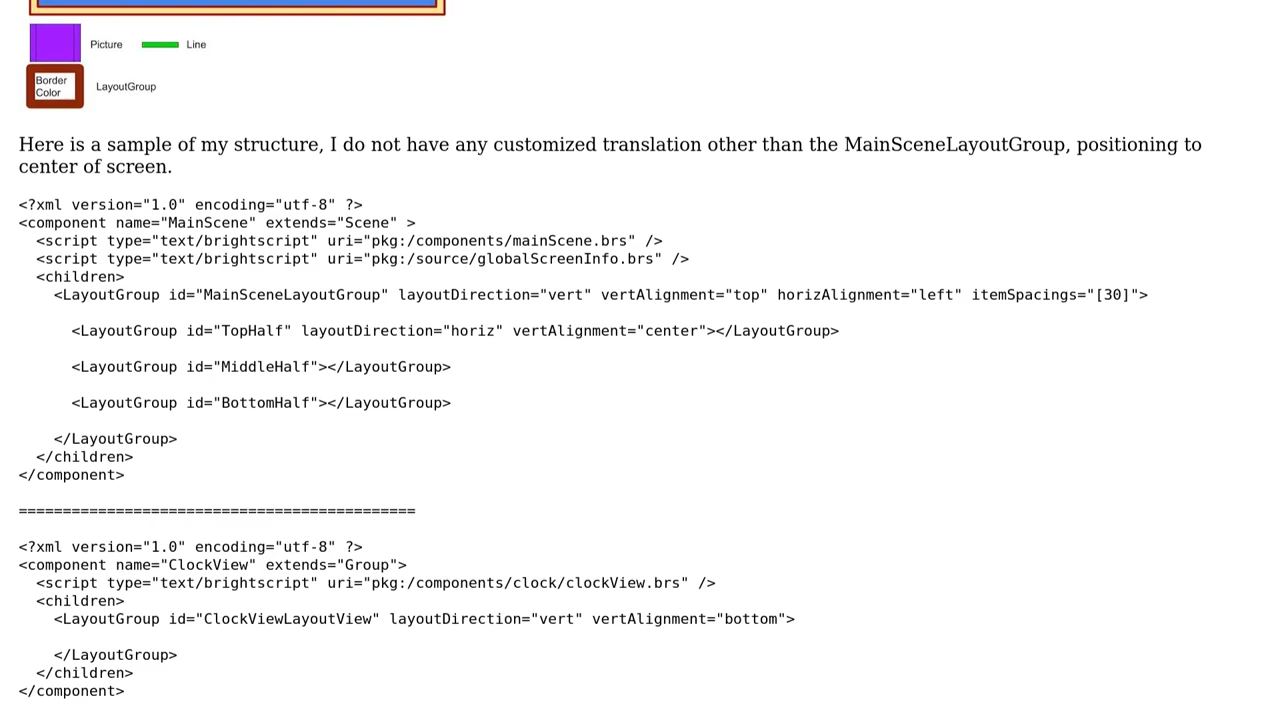 Picture
Line
Border
Color
LayoutGroup
Here is a sample of my structure, I do not have any customized translation other than the MainSceneLayoutGroup, positioning to
center of screen.
<?xml version="1.0" encoding="utf-8" ?>
<component name="MainScene" extends="Scene" >
  <script type="text/brightscript" uri="pkg:/components/mainScene.brs" />
  <script type="text/brightscript" uri="pkg:/source/globalScreenInfo.brs" />
  <children>
    <LayoutGroup id="MainSceneLayoutGroup" layoutDirection="vert" vertAlignment="top" horizAlignment="left" itemSpacings="[30]">
      <LayoutGroup id="TopHalf" layoutDirection="horiz" vertAlignment="center"></LayoutGroup>
      <LayoutGroup id="MiddleHalf"></LayoutGroup>
      <LayoutGroup id="BottomHalf"></LayoutGroup>
    </LayoutGroup>
  </children>
</component>
=============================================
<?xml version="1.0" encoding="utf-8" ?>
<component name="ClockView" extends="Group">
  <script type="text/brightscript" uri="pkg:/components/clock/clockView.brs" />
  <children>
    <LayoutGroup id="ClockViewLayoutView" layoutDirection="vert" vertAlignment="bottom">
    </LayoutGroup>
  </children>
</component>